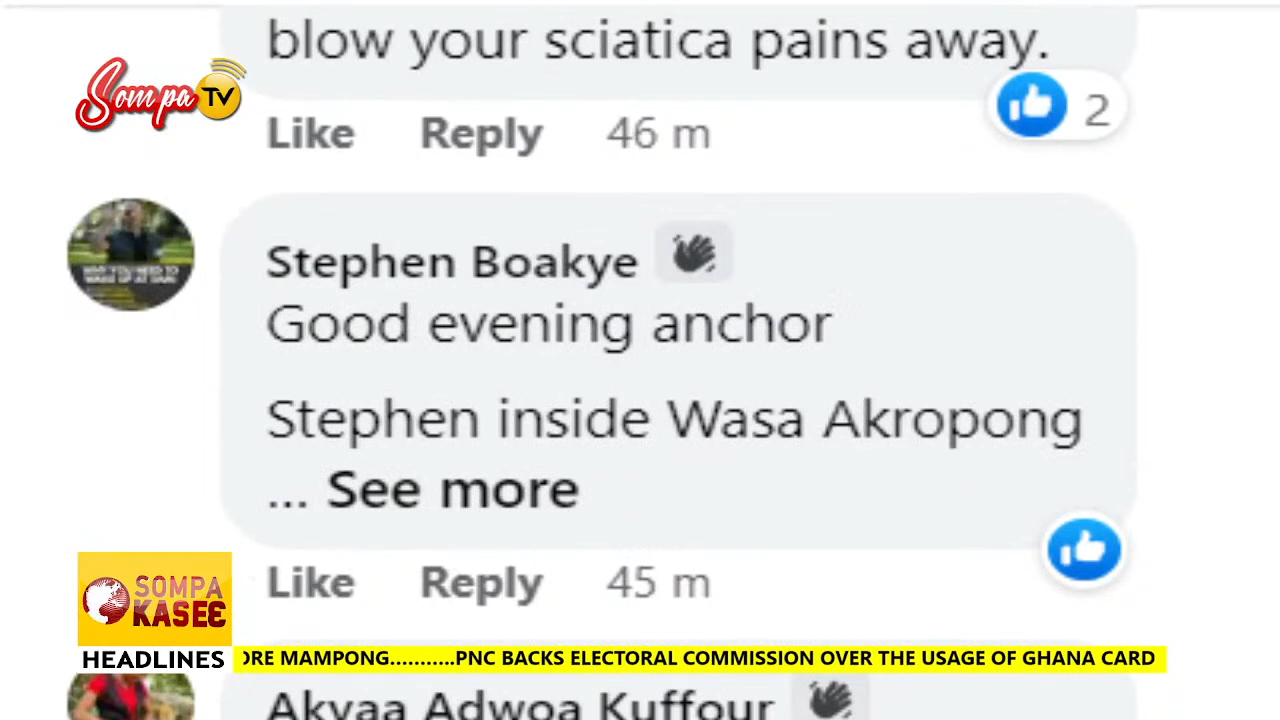 blow your sciatica pains away.
Sompa TV
2
Like Reply 46 m
Stephen Boakye
Good evening anchor
Stephen inside Wasa Akropong
... See more
Like Reply 45 m
SOMPA
KASEƐ
HEADLINES
ORE MAMPONG...........PNC BACKS ELECTORAL COMMISSION OVER THE USAGE OF GHANA CARD
Akyaa Adwoa Kuffour